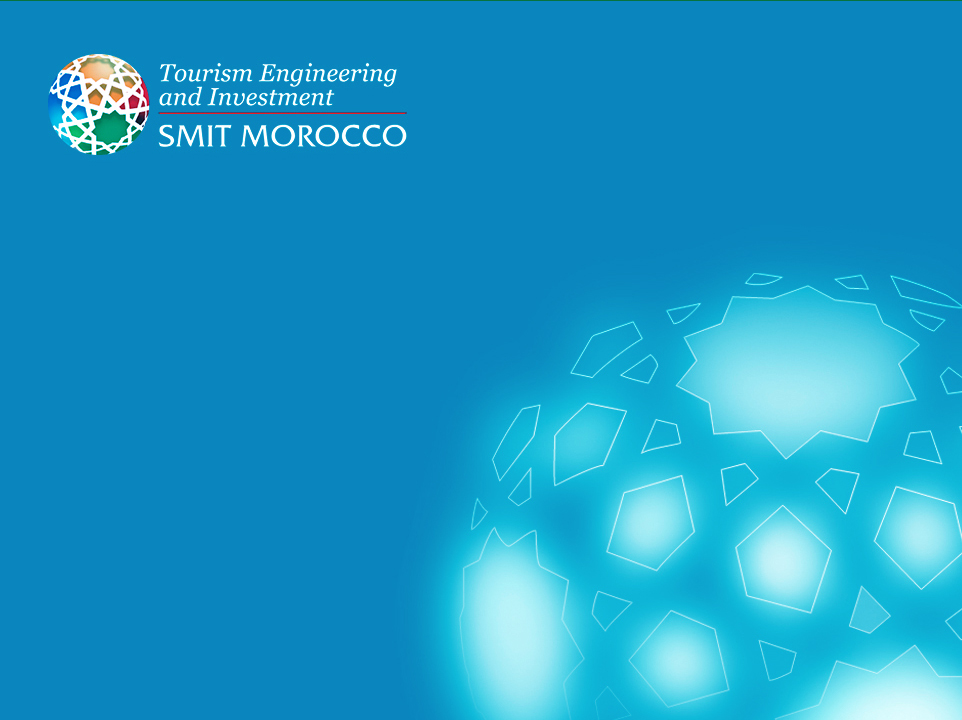 Tourism Engineering
and Investment
SMIT MOROCCO